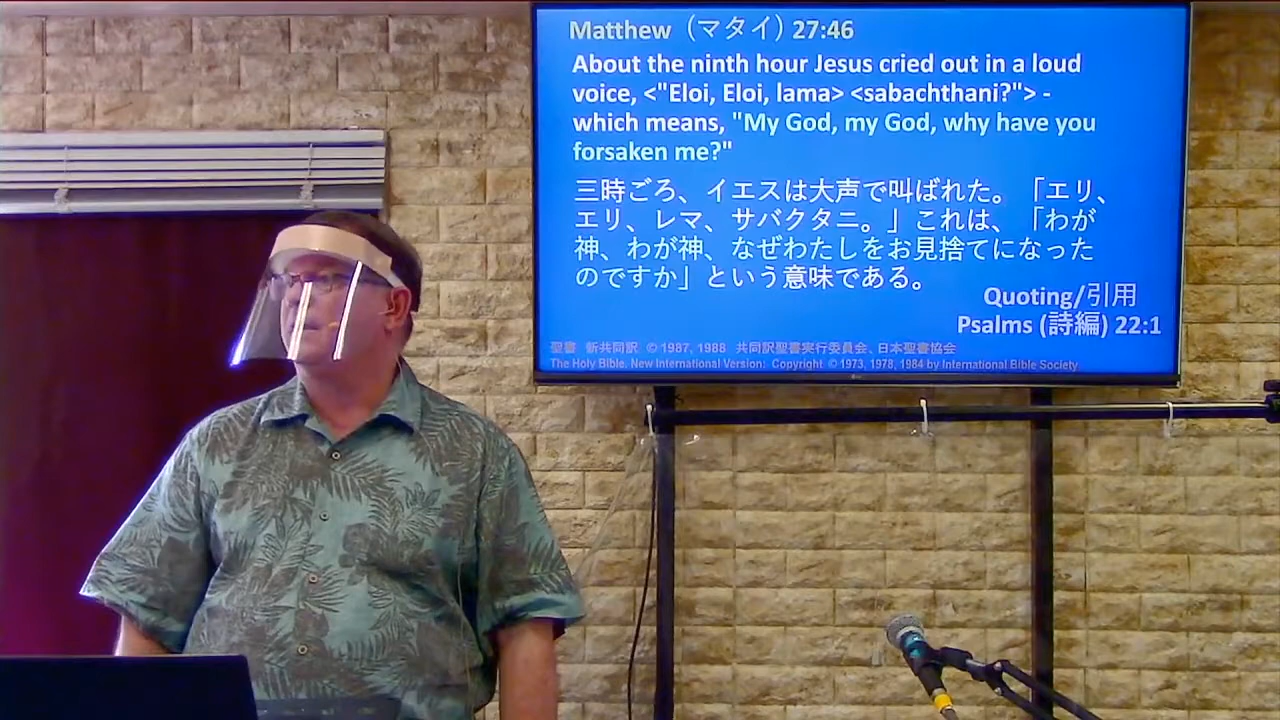 Matthew（マタイ) 27:46
About the ninth hour Jesus cried out in a loud
voice, <"Eloi, Eloi, lama> <sabachthani?"> -
which means, "My God, my God, why have you
forsaken me?"
三時ごろ、イエスは大声で叫ばれた。「エリ、
エリ、レマ、サバクタニ。」これは、「わが
神、わが神、なぜわたしをお見捨てになった
のですか」という意味である。
Quoting/引用
Psalms (詩編) 22:1
聖書 新共同訳 © 1987, 1988 共同訳聖書実行委員会、日本聖書協会
The Holy Bible, New International Version: Copyright © 1973, 1978, 1984 by International Bible Society